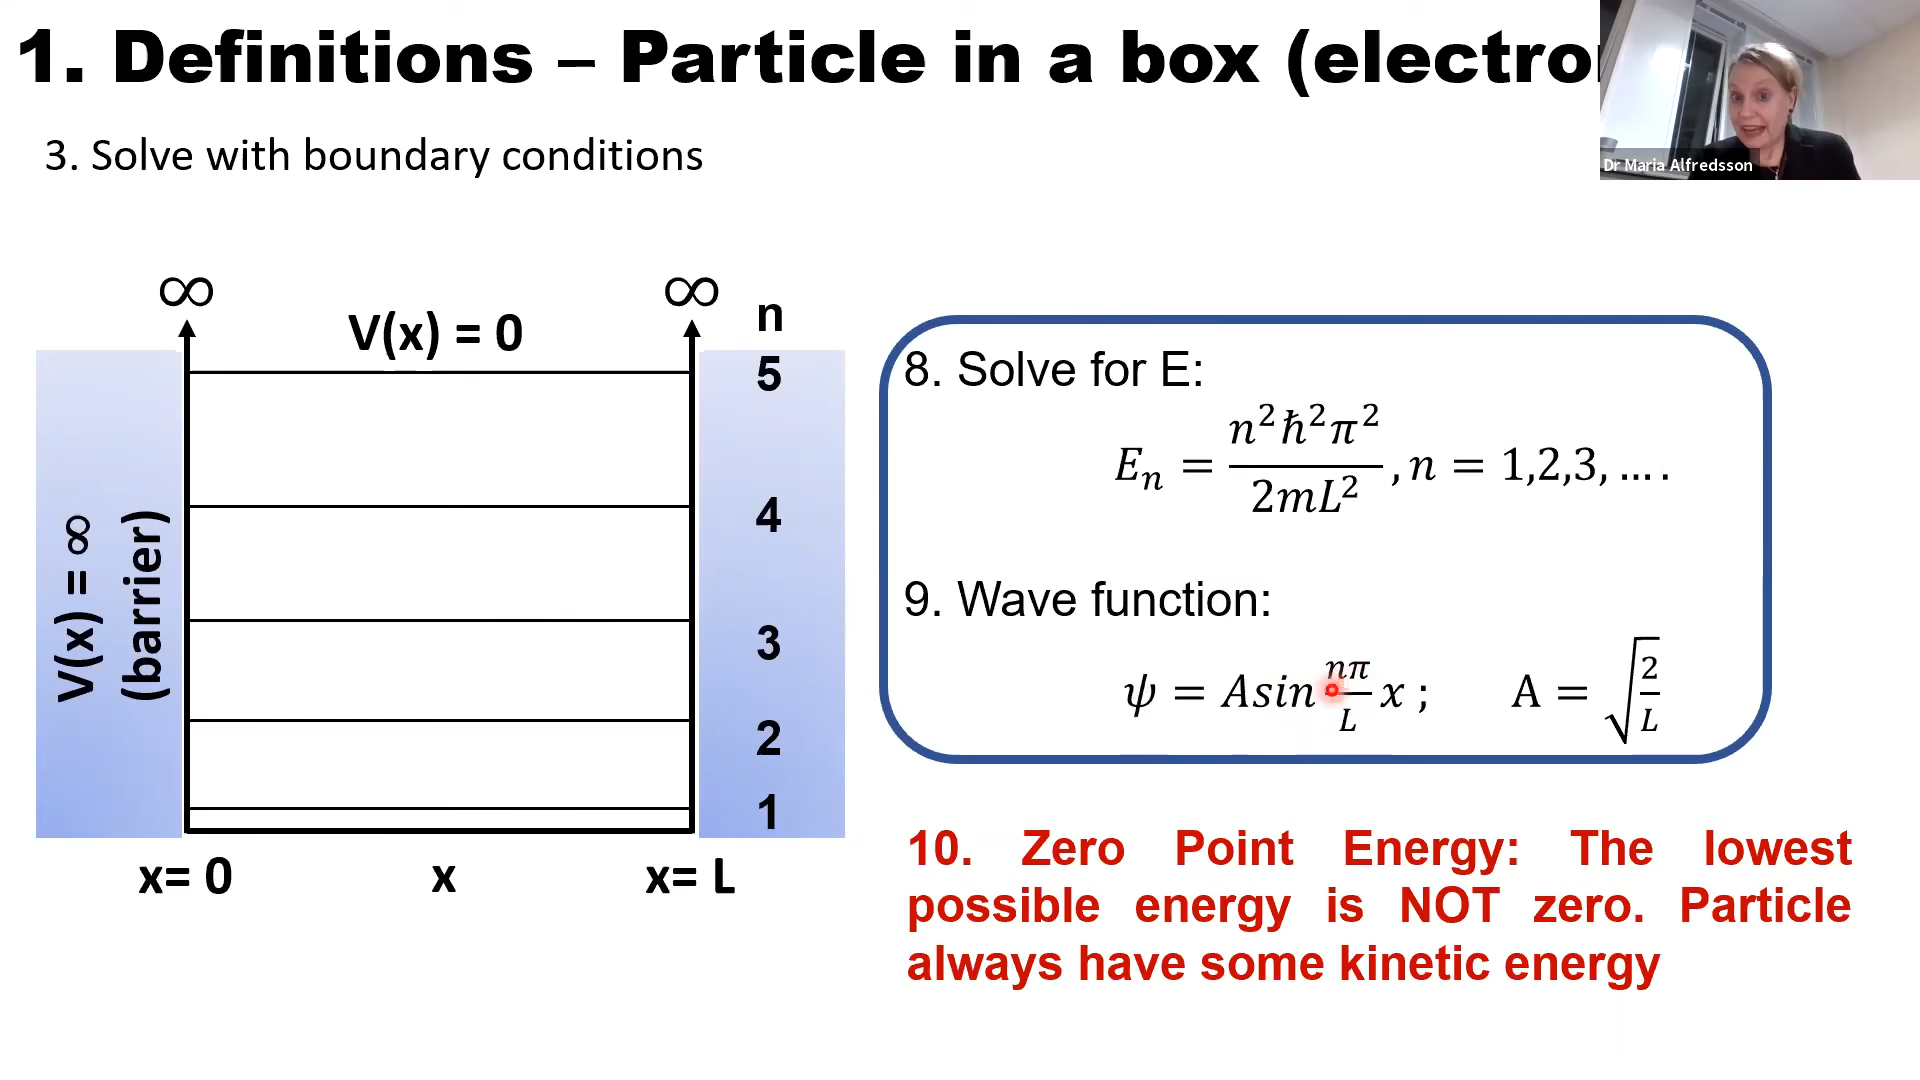 1. Definitions – Particle in a box (electro
Dr Maria Alfredsson
3. Solve with boundary conditions
∞ ∞
V(x) = 0
n
5
4
3
2
1
V(x) = ∞
(barrier)
x= 0 x x= L
8. Solve for E:
Eₙ = n²ħ²π² / 2mL² , n = 1,2,3, ….
9. Wave function:
ψ = Asin nπ/L x ; A = √2/L
10. Zero Point Energy: The lowest
possible energy is NOT zero. Particle
always have some kinetic energy